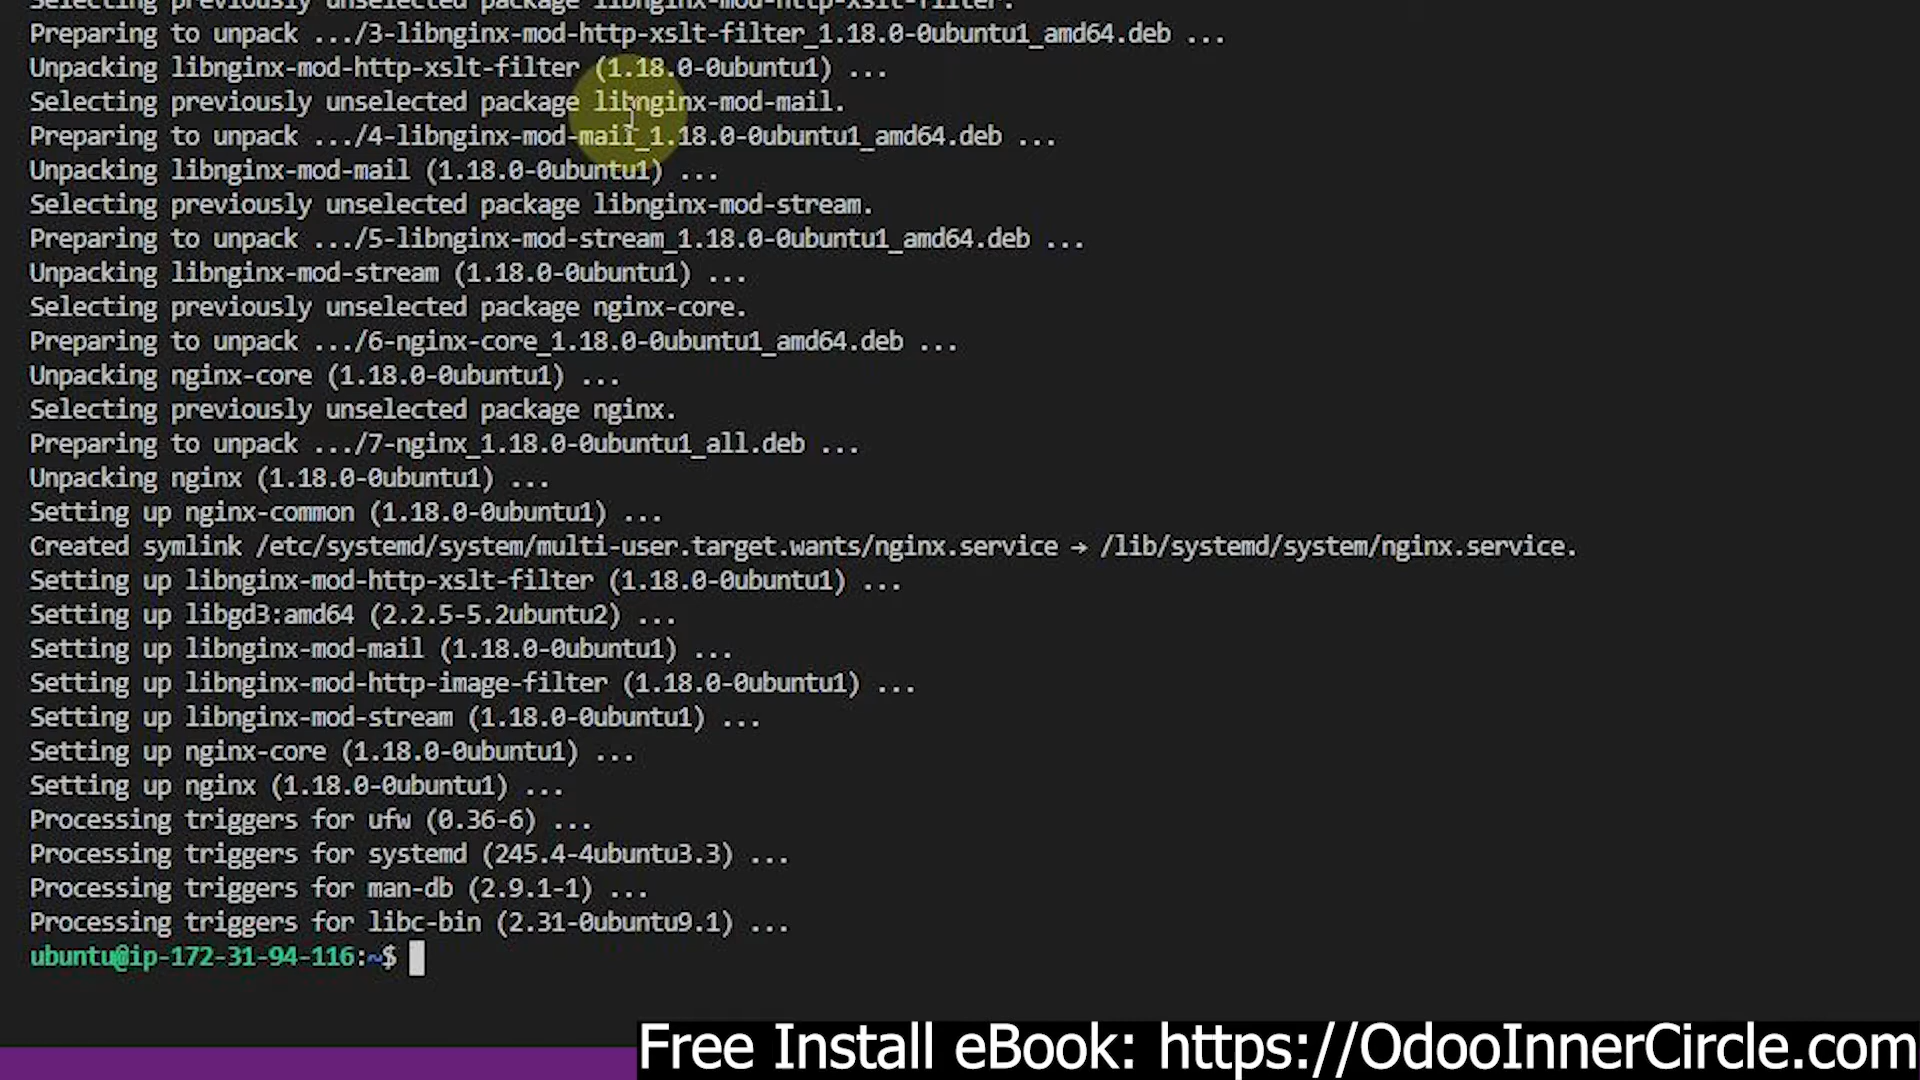 Selecting previously unselected package libnginx-mod-http-xslt-filter.
Preparing to unpack .../3-libnginx-mod-http-xslt-filter_1.18.0-0ubuntu1_amd64.deb ...
Unpacking libnginx-mod-http-xslt-filter (1.18.0-0ubuntu1) ...
Selecting previously unselected package libnginx-mod-mail.
Preparing to unpack .../4-libnginx-mod-mail_1.18.0-0ubuntu1_amd64.deb ...
Unpacking libnginx-mod-mail (1.18.0-0ubuntu1) ...
Selecting previously unselected package libnginx-mod-stream.
Preparing to unpack .../5-libnginx-mod-stream_1.18.0-0ubuntu1_amd64.deb ...
Unpacking libnginx-mod-stream (1.18.0-0ubuntu1) ...
Selecting previously unselected package nginx-core.
Preparing to unpack .../6-nginx-core_1.18.0-0ubuntu1_amd64.deb ...
Unpacking nginx-core (1.18.0-0ubuntu1) ...
Selecting previously unselected package nginx.
Preparing to unpack .../7-nginx_1.18.0-0ubuntu1_all.deb ...
Unpacking nginx (1.18.0-0ubuntu1) ...
Setting up nginx-common (1.18.0-0ubuntu1) ...
Created symlink /etc/systemd/system/multi-user.target.wants/nginx.service → /lib/systemd/system/nginx.service.
Setting up libnginx-mod-http-xslt-filter (1.18.0-0ubuntu1) ...
Setting up libgd3:amd64 (2.2.5-5.2ubuntu2) ...
Setting up libnginx-mod-mail (1.18.0-0ubuntu1) ...
Setting up libnginx-mod-http-image-filter (1.18.0-0ubuntu1) ...
Setting up libnginx-mod-stream (1.18.0-0ubuntu1) ...
Setting up nginx-core (1.18.0-0ubuntu1) ...
Setting up nginx (1.18.0-0ubuntu1) ...
Processing triggers for ufw (0.36-6) ...
Processing triggers for systemd (245.4-4ubuntu3.3) ...
Processing triggers for man-db (2.9.1-1) ...
Processing triggers for libc-bin (2.31-0ubuntu9.1) ...
ubuntu@ip-172-31-94-116:~$
Free Install eBook: https://OdooInnerCircle.com